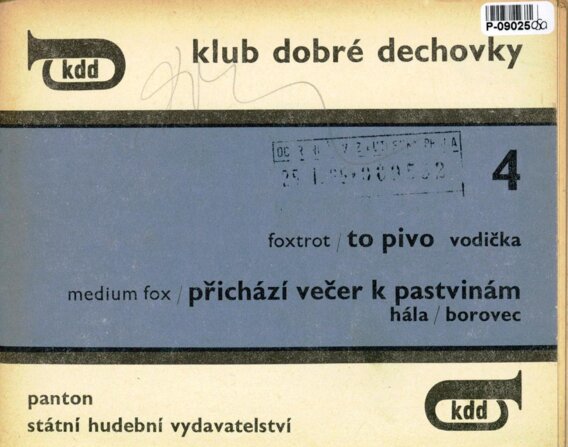 P-09025
kdd
klub dobré dechovky
4
foxtrot / to pivo vodička
medium fox / přichází večer k pastvinám
hála / borovec
panton
státní hudební vydavatelství
kdd